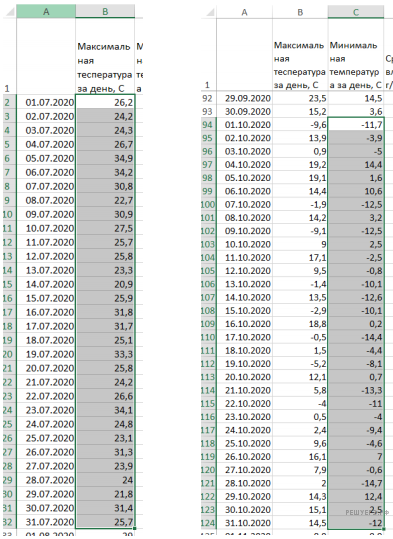 A B
Максималь М
ная н
тесперату­ра те
1 за день, С а
2 01.07.2020 26,2
3 02.07.2020 24,2
4 03.07.2020 24,3
5 04.07.2020 26,7
6 05.07.2020 34,9
7 06.07.2020 34,2
8 07.07.2020 30,8
9 08.07.2020 22,7
10 09.07.2020 30,9
11 10.07.2020 27,5
12 11.07.2020 25,7
13 12.07.2020 25,8
14 13.07.2020 23,3
15 14.07.2020 20,9
16 15.07.2020 25,9
17 16.07.2020 31,8
18 17.07.2020 31,7
19 18.07.2020 25,1
20 19.07.2020 33,3
21 20.07.2020 25,8
22 21.07.2020 24,2
23 22.07.2020 26,6
24 23.07.2020 34,1
25 24.07.2020 24,8
26 25.07.2020 23,1
27 26.07.2020 31,3
28 27.07.2020 23,9
29 28.07.2020 24
30 29.07.2020 21,8
31 30.07.2020 31,4
32 31.07.2020 25,7
33 01.08.2020 29
A B C
Максималь Минималь
ная ная Ср
тесперату­ра температур вл
1 за день, С а за день, С г/
92 29.09.2020 23,5 14,5
93 30.09.2020 15,2 3,6
94 01.10.2020 -9,6 -11,7
95 02.10.2020 13,9 -3,9
96 03.10.2020 0,9 -5
97 04.10.2020 19,2 14,4
98 05.10.2020 19,1 1,6
99 06.10.2020 14,4 10,6
100 07.10.2020 -1,9 -12,5
101 08.10.2020 14,2 3,2
102 09.10.2020 -9,1 -12,5
103 10.10.2020 9 2,5
104 11.10.2020 17,1 -2,5
105 12.10.2020 9,5 -0,8
106 13.10.2020 -1,4 -10,1
107 14.10.2020 13,5 -12,6
108 15.10.2020 -2,9 -10,1
109 16.10.2020 18,8 0,2
110 17.10.2020 -0,5 -14,4
111 18.10.2020 1,5 -4,4
112 19.10.2020 -5,2 -8,1
113 20.10.2020 12,1 0,7
114 21.10.2020 5,8 -13,3
115 22.10.2020 -4 -11
116 23.10.2020 0,5 -4
117 24.10.2020 2,4 -9,4
118 25.10.2020 9,6 -4,6
119 26.10.2020 16,1 7
120 27.10.2020 7,9 -0,6
121 28.10.2020 2 -14,7
122 29.10.2020 14,3 12,4
123 30.10.2020 15,1 2,5
124 31.10.2020 14,5 -12